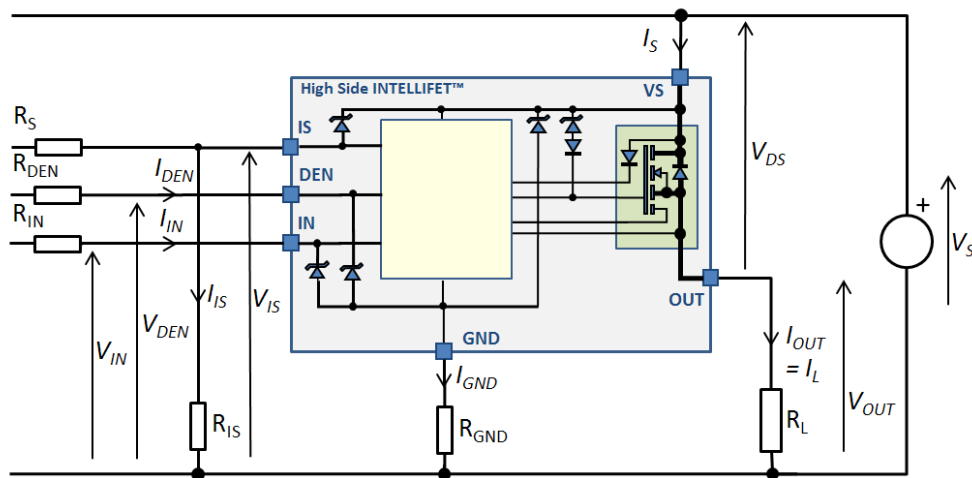 I_S
High Side INTELLIFET™
VS
R_S
IS
V_DS
R_DEN
I_DEN
DEN
R_IN
I_IN
IN
+
V_S
I_IS
V_IS
OUT
V_DEN
GND
V_IN
I_GND
I_OUT
= I_L
V_OUT
R_IS
R_GND
R_L